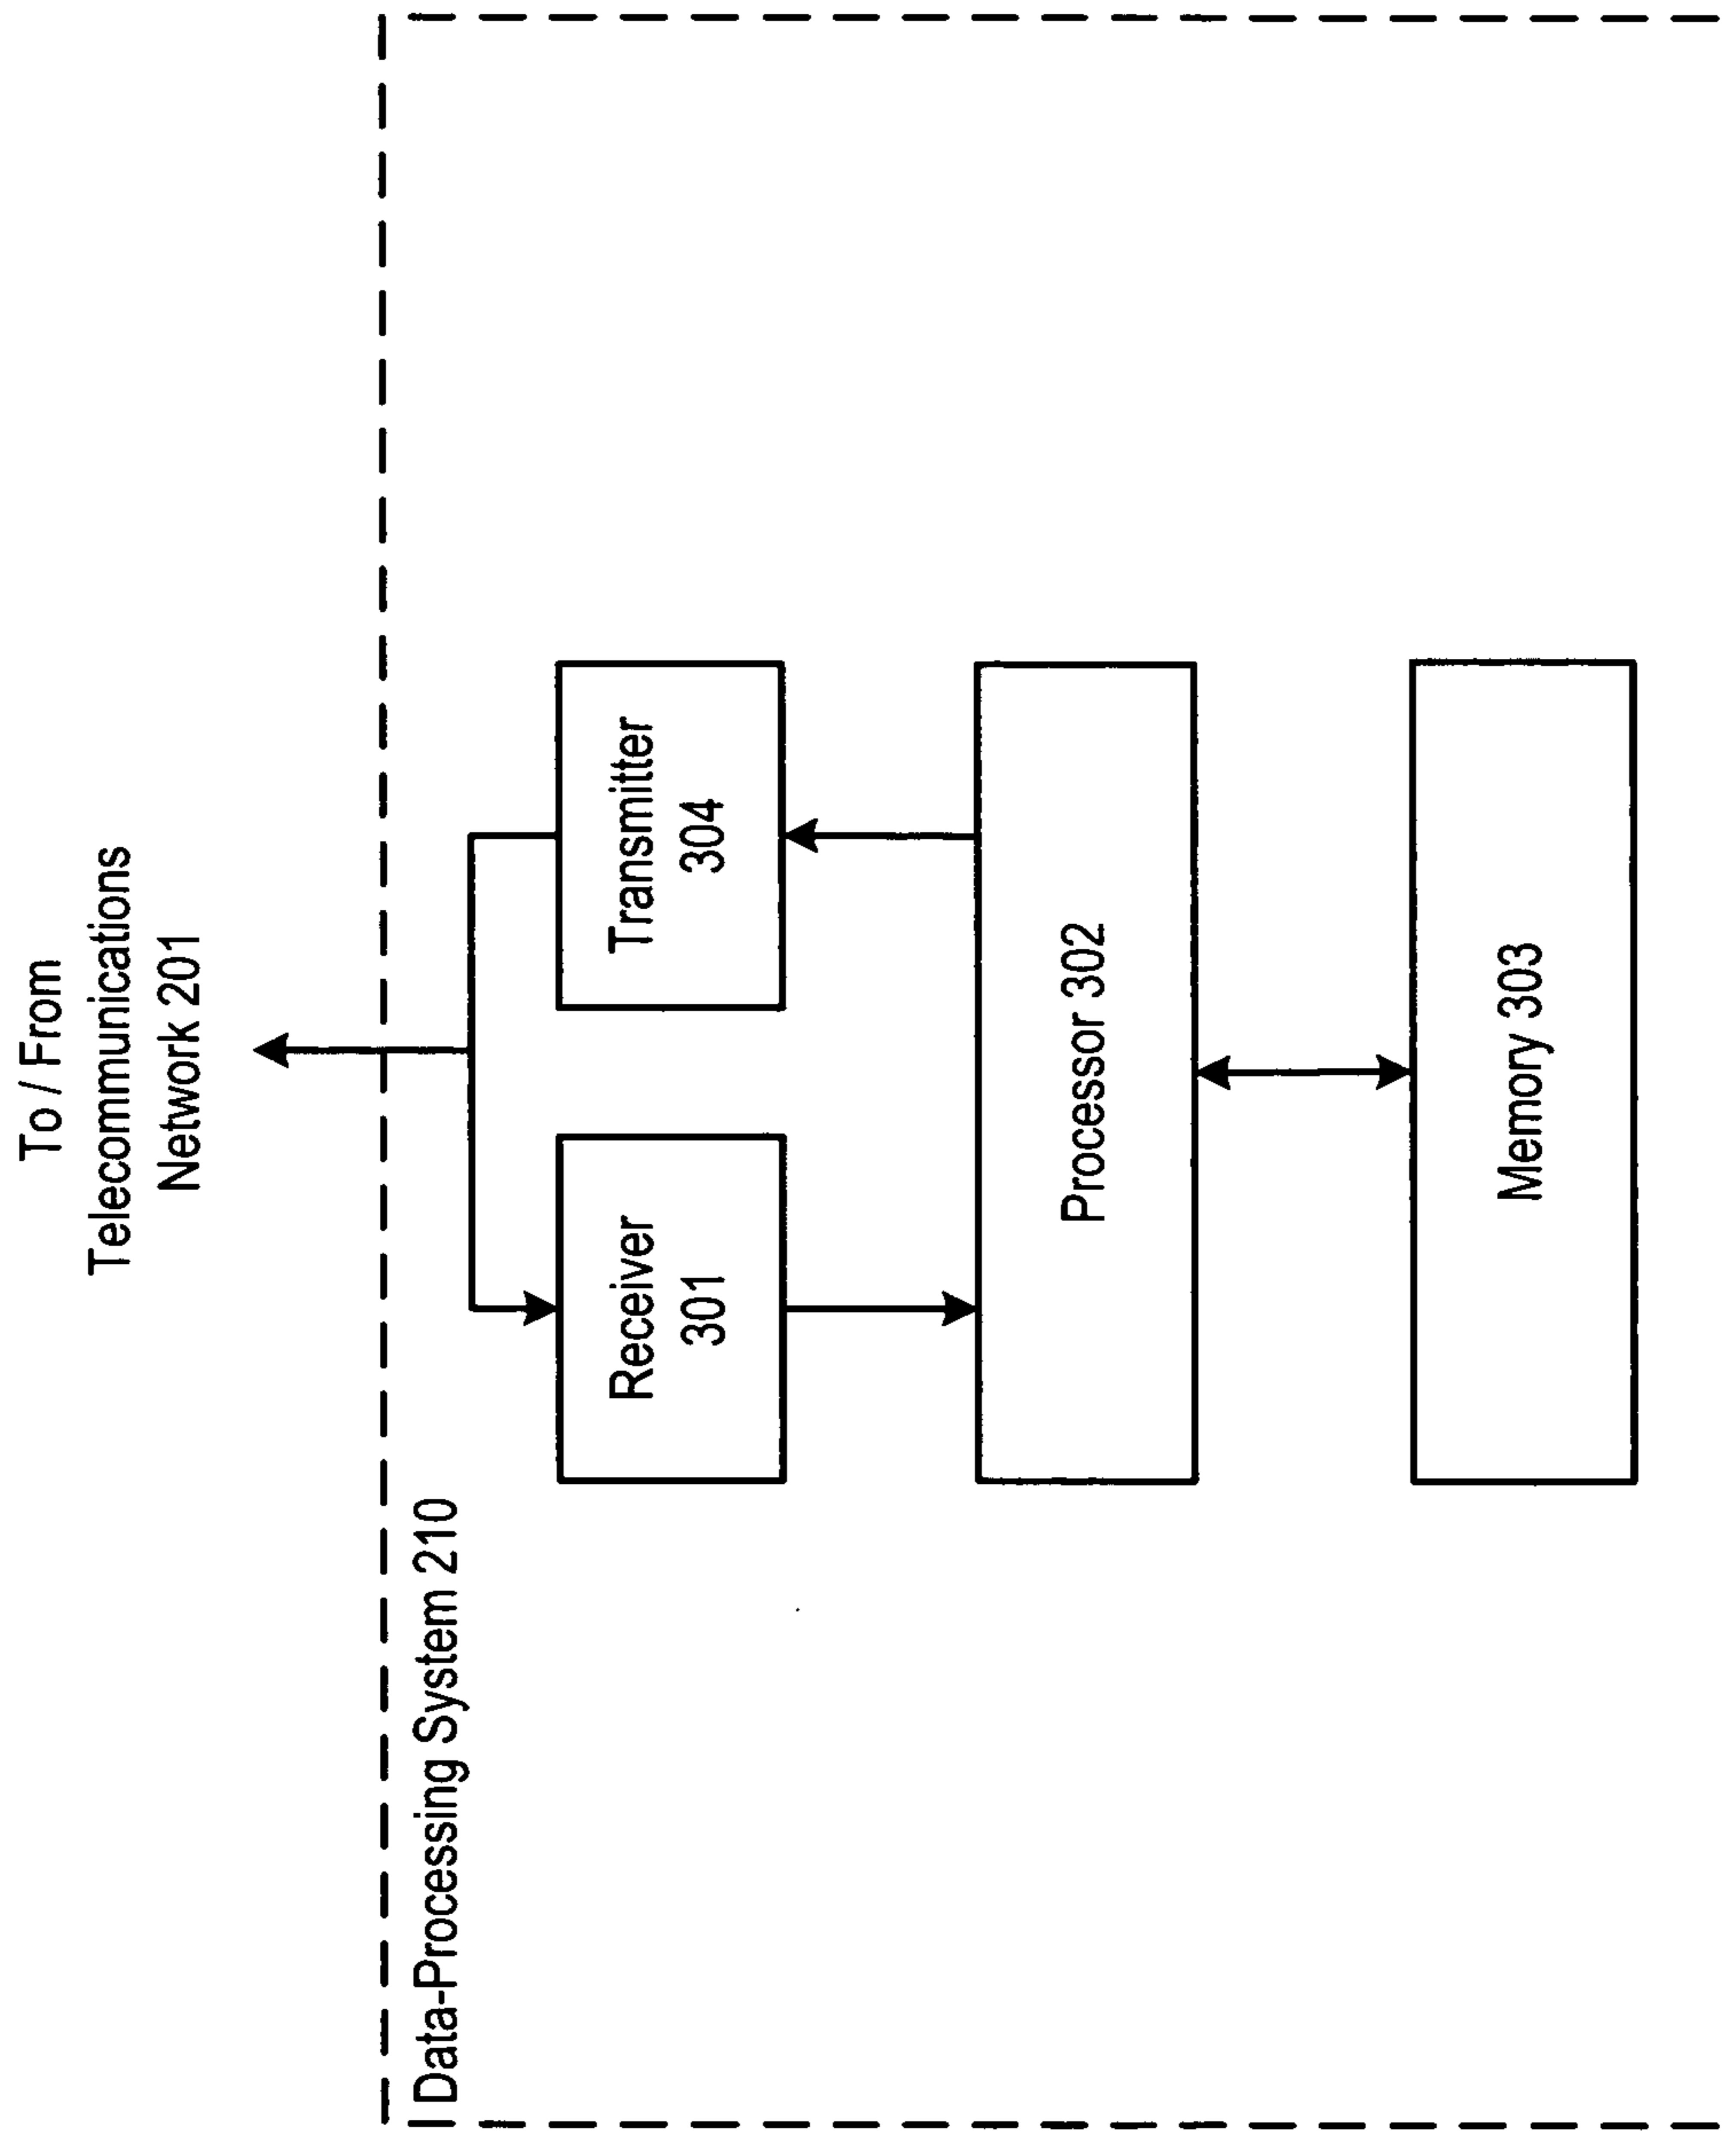 To / From
Telecommunications
Network 201
Data-Processing System 210
Receiver
301
Transmitter
304
Processor 302
Memory 303